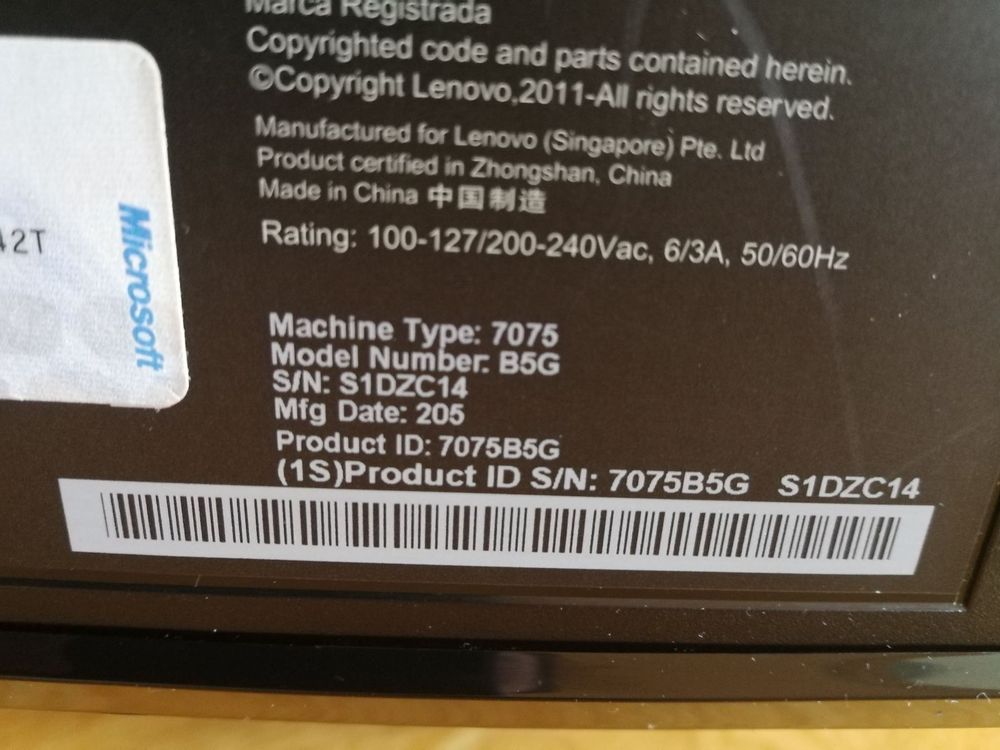 Marca Registrada
Copyrighted code and parts contained herein.
©Copyright Lenovo,2011-All rights reserved.
Manufactured for Lenovo (Singapore) Pte. Ltd
Product certified in Zhongshan, China
Made in China 中国制造
Rating: 100-127/200-240Vac, 6/3A, 50/60Hz
42T
Microsoft
Machine Type: 7075
Model Number: B5G
S/N: S1DZC14
Mfg Date: 205
Product ID: 7075B5G
(1S)Product ID S/N: 7075B5G S1DZC14